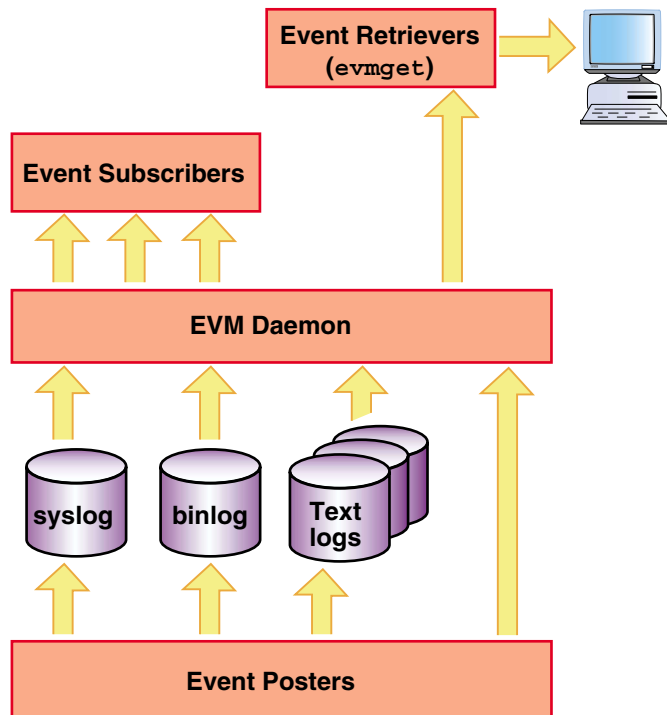 Event Retrievers
(evmget)
Event Subscribers
EVM Daemon
syslog
binlog
Text
logs
Event Posters